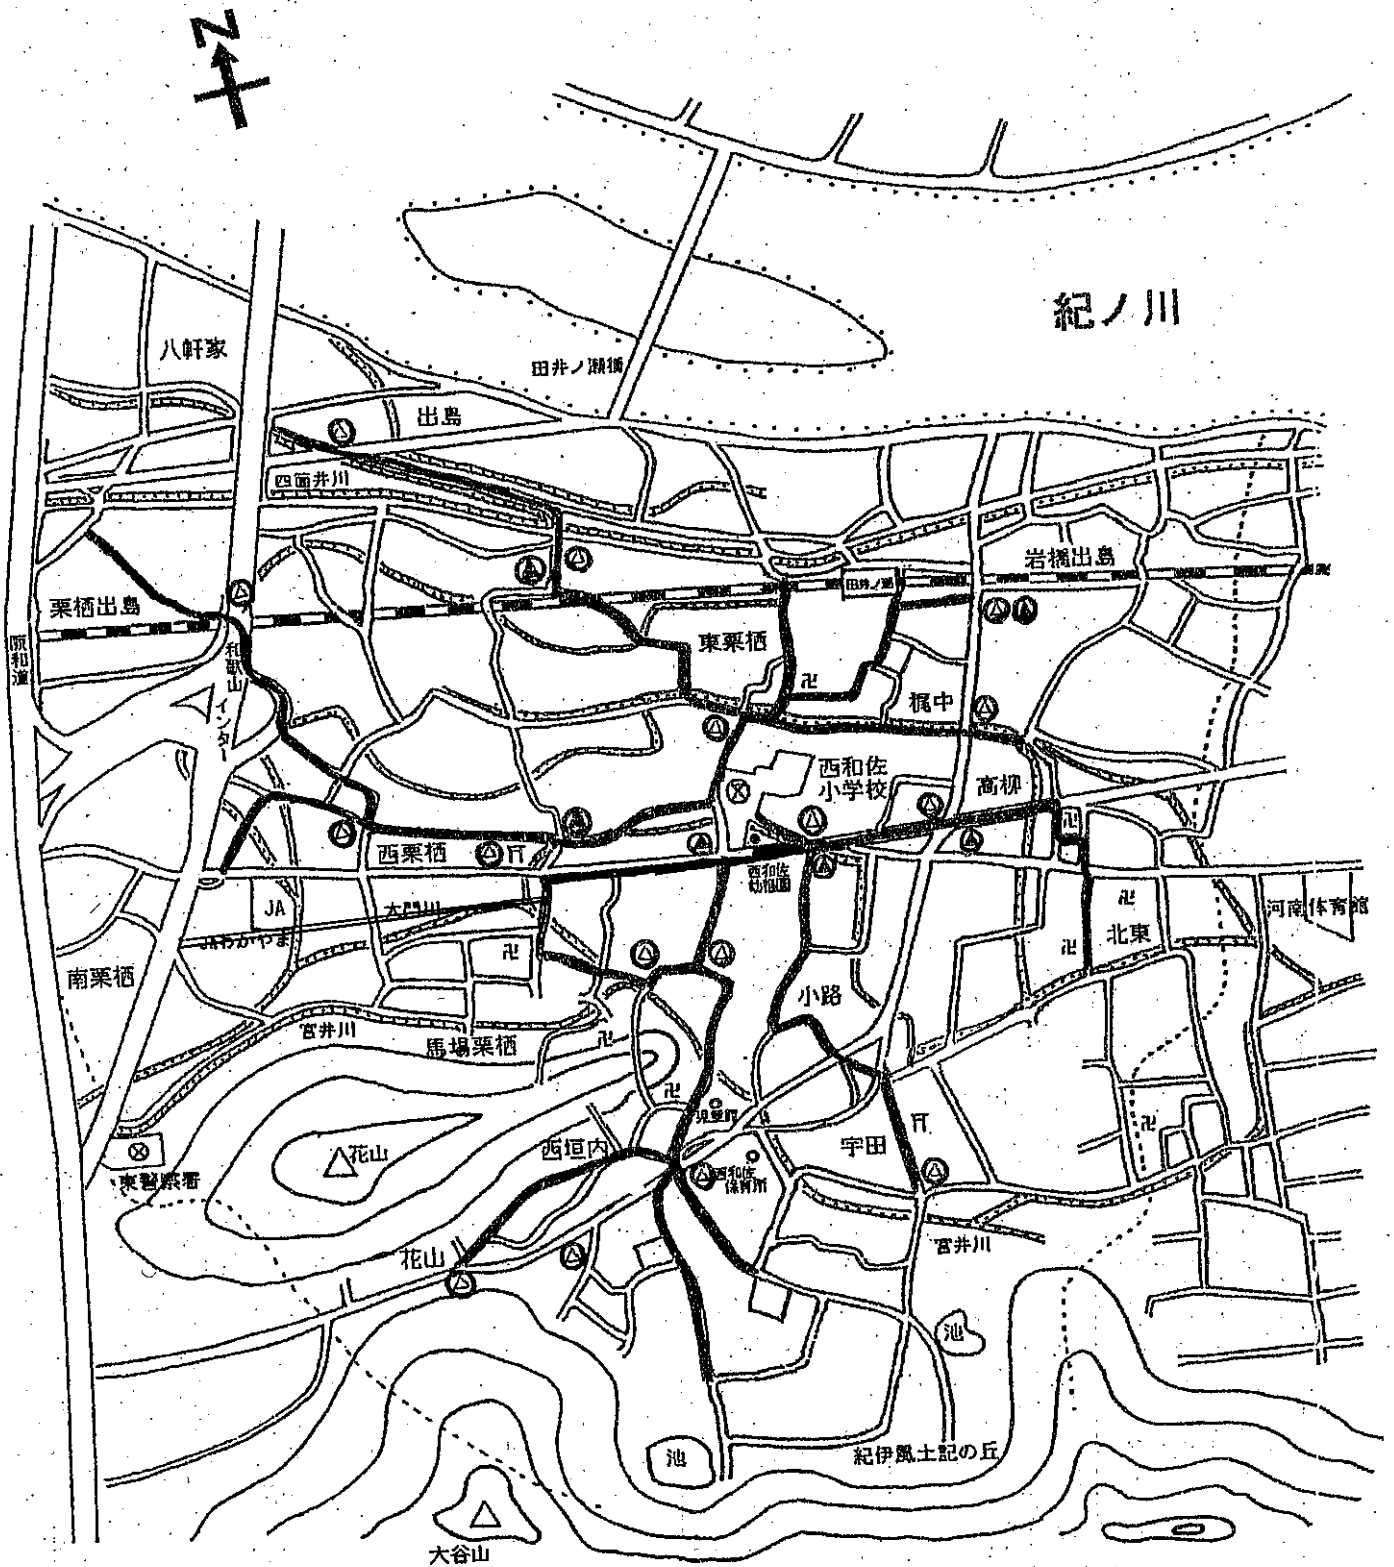 N
紀ノ川
八軒家
田井ノ瀬橋
出島
四箇井川
岩橋出島
田井ノ瀬
栗栖出島
阪和道
和歌山インター
東栗栖
梶中
西和佐
小学校
高柳
西栗栖
西和佐
幼稚園
JA
大門川
JAわかやま
河南体育館
北東
南栗栖
小路
宮井川
馬場栗栖
児童館
宇田
花山
西垣内
西和佐
保育所
東警察署
宮井川
花山
池
池
紀伊風土記の丘
大谷山